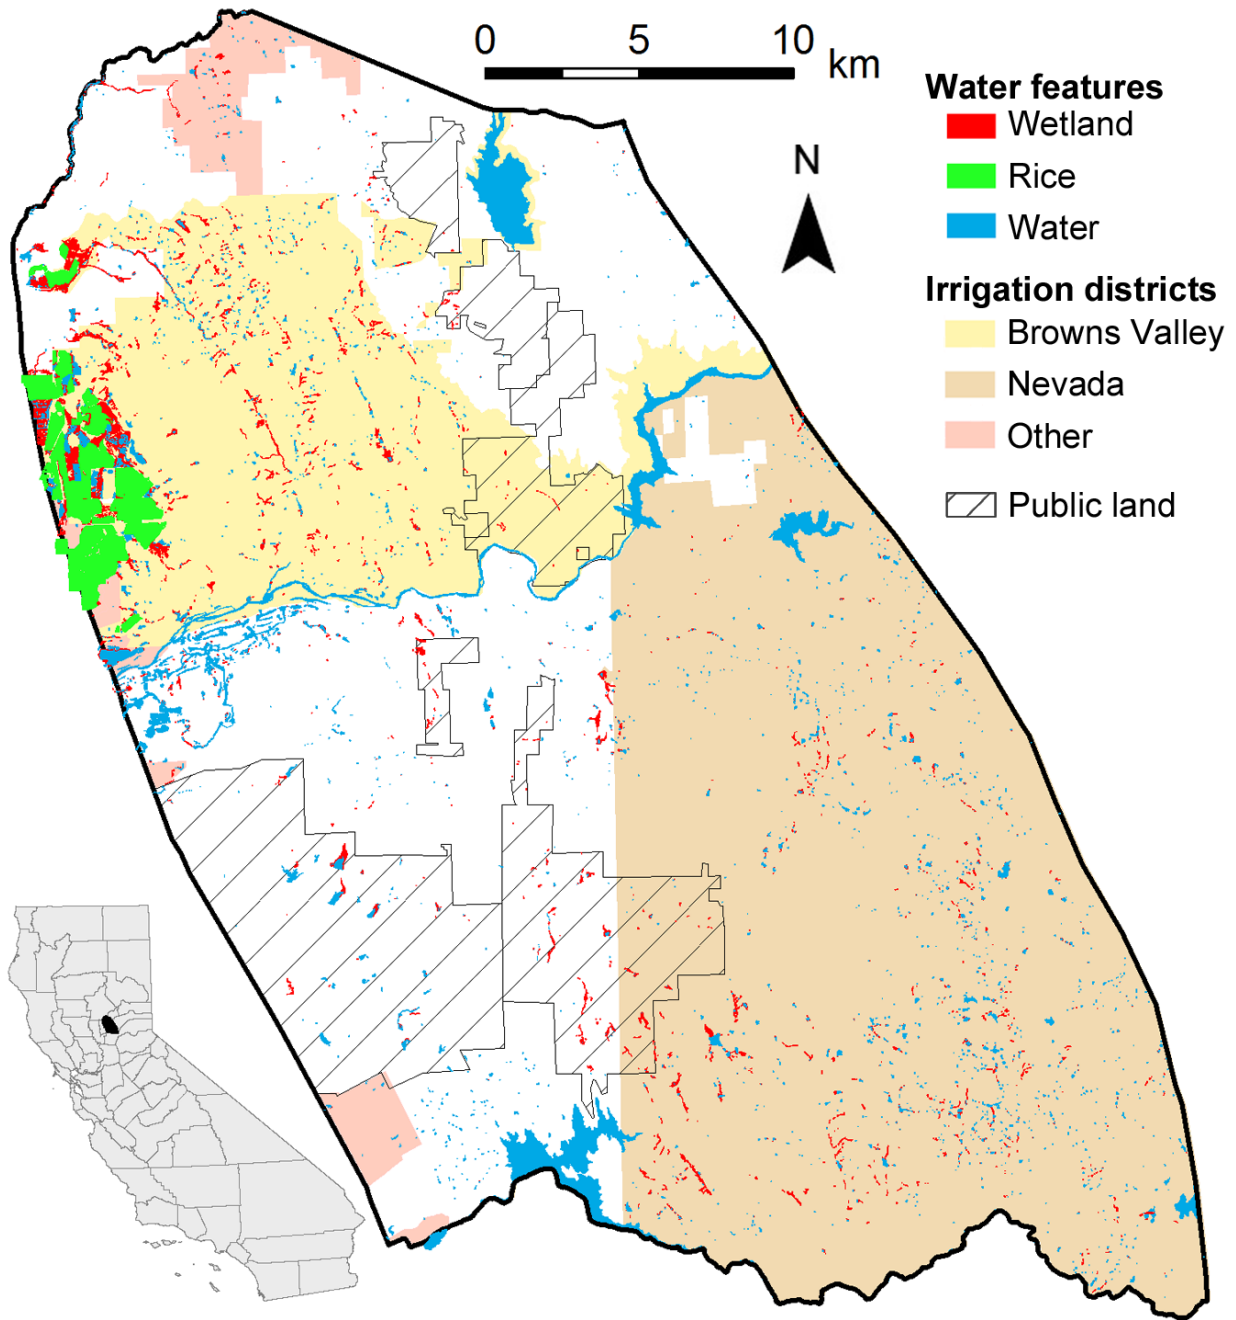 0 5 10 km
Water features
Wetland
Rice
N
Water
Irrigation districts
Browns Valley
Nevada
Other
Public land